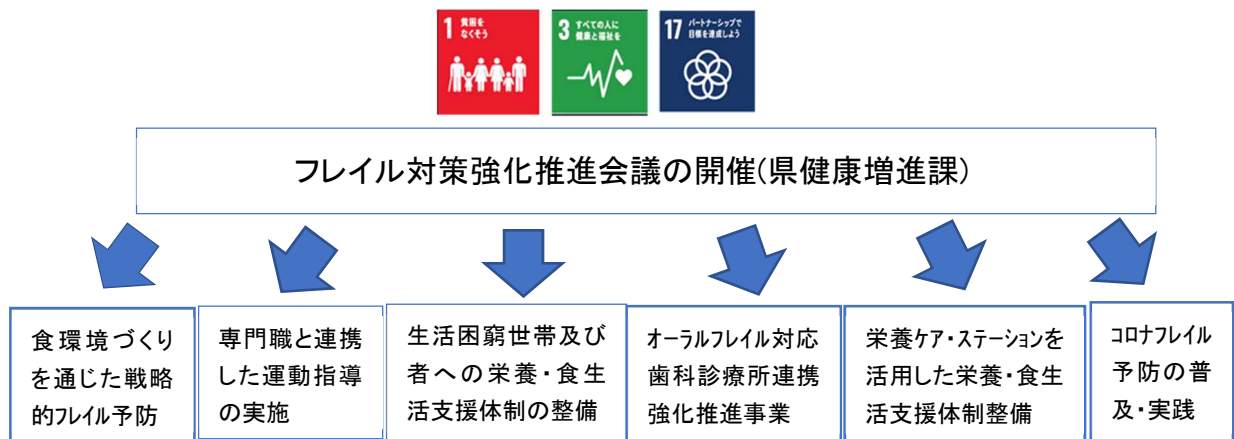 1 貧困を
なくそう
3 すべての人に
健康と福祉を
17 パートナーシップで
目標を達成しよう
フレイル対策強化推進会議の開催(県健康増進課)
食環境づくり
を通じた戦略
的フレイル予防
専門職と連携
した運動指導
の実施
生活困窮世帯及び
者への栄養・食生
活支援体制の整備
オーラルフレイル対応
歯科診療所連携
強化推進事業
栄養ケア・ステーションを
活用した栄養・食生
活支援体制整備
コロナフレイル
予防の普
及・実践